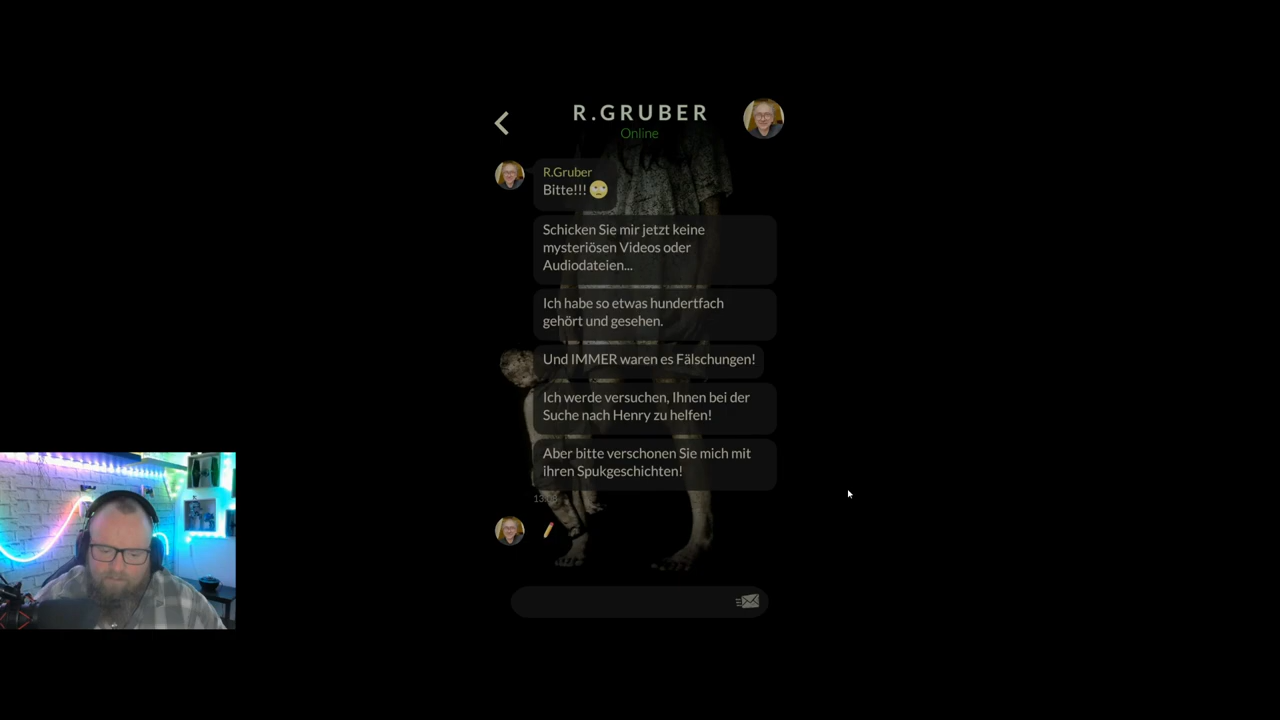 R.GRUBER
Online
R.Gruber
Bitte!!! 🙄
Schicken Sie mir jetzt keine
mysteriösen Videos oder
Audiodateien...
Ich habe so etwas hundertfach
gehört und gesehen.
Und IMMER waren es Fälschungen!
Ich werde versuchen, Ihnen bei der
Suche nach Henry zu helfen!
Aber bitte verschonen Sie mich mit
ihren Spukgeschichten!